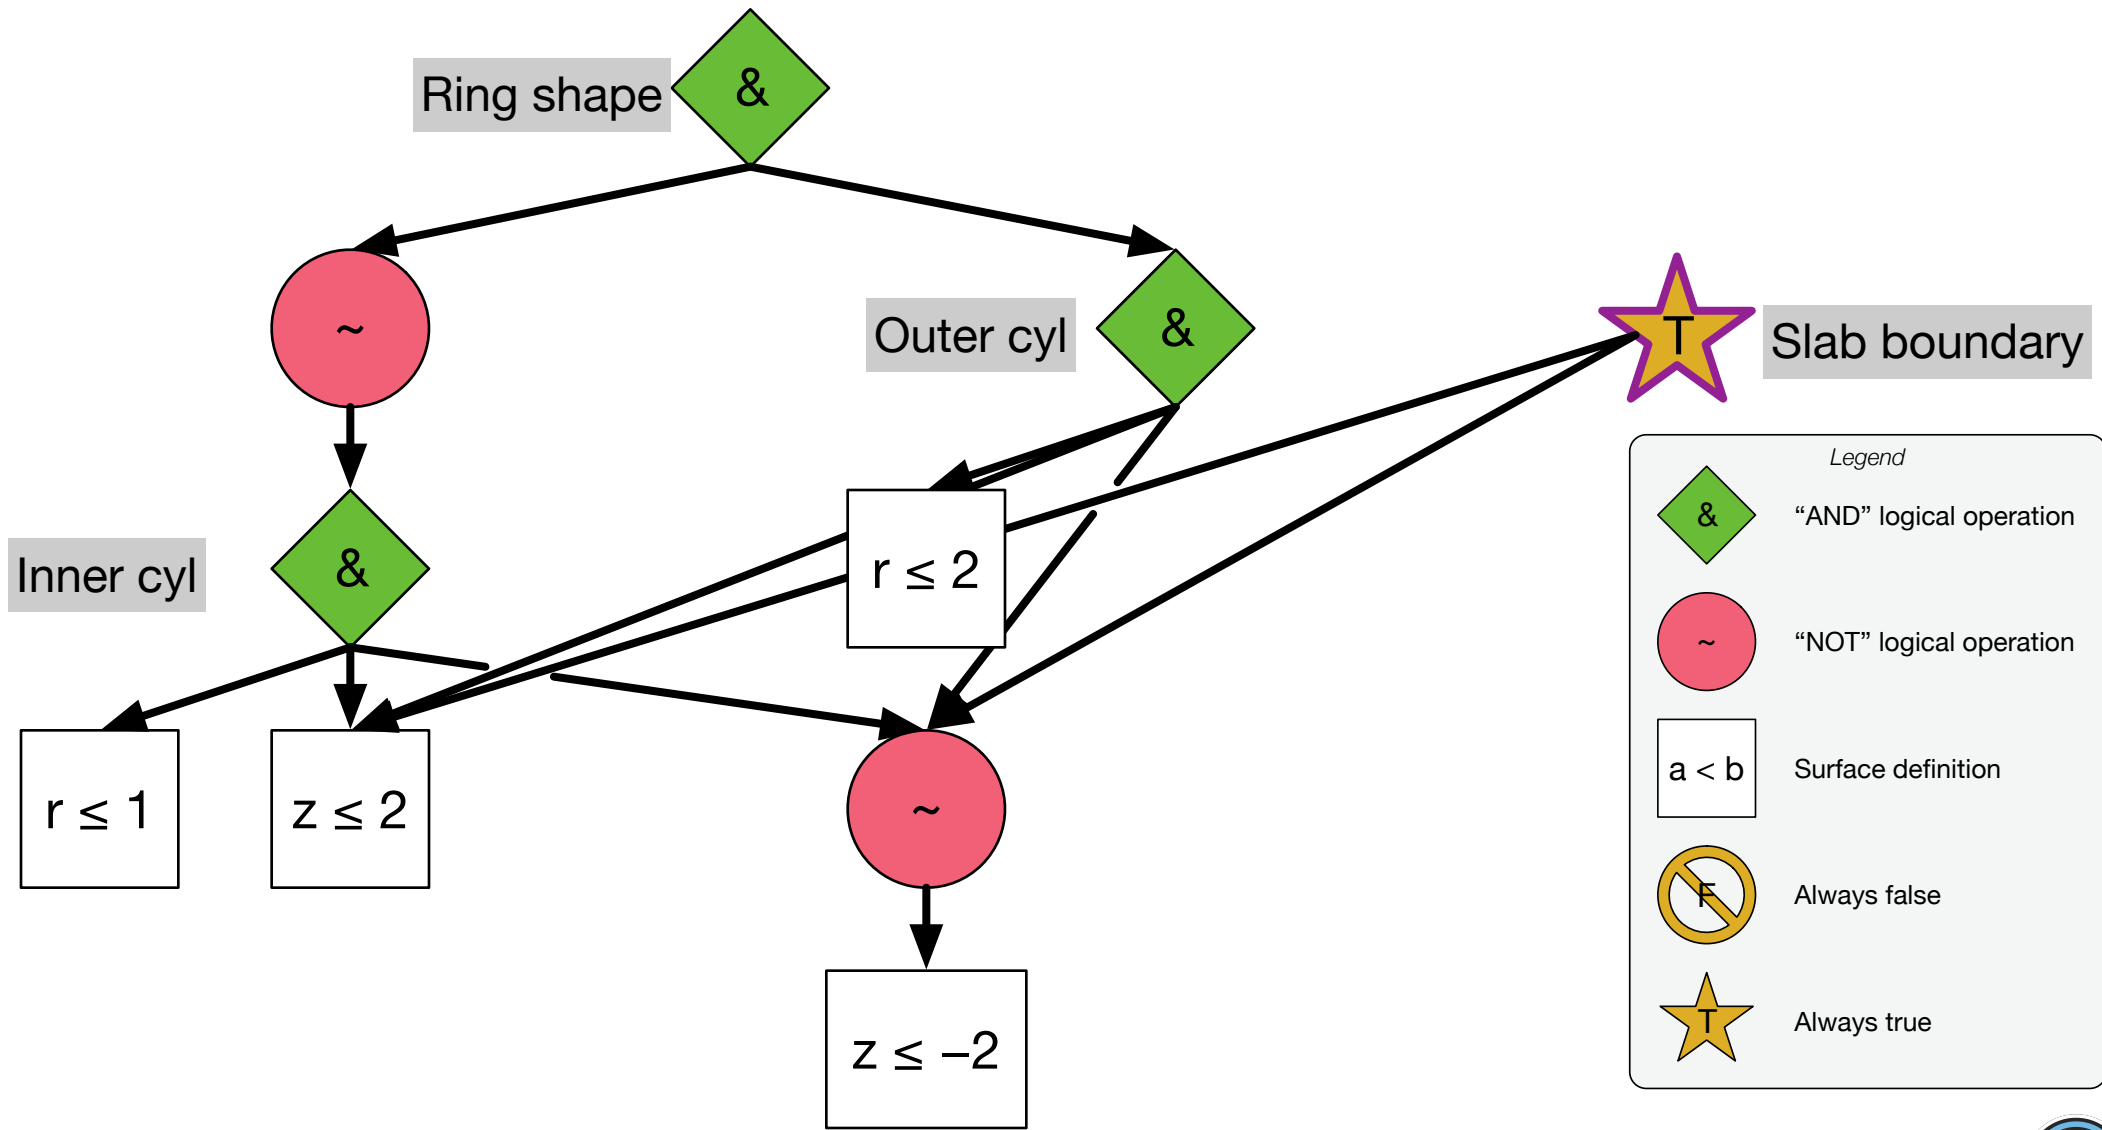 &
Ring shape
~
Outer cyl
&
T
Slab boundary
Inner cyl
&
r ≤ 2
r ≤ 1
z ≤ 2
~
z ≤ −2
Legend
& “AND” logical operation
~ “NOT” logical operation
a < b Surface definition
F Always false
T Always true